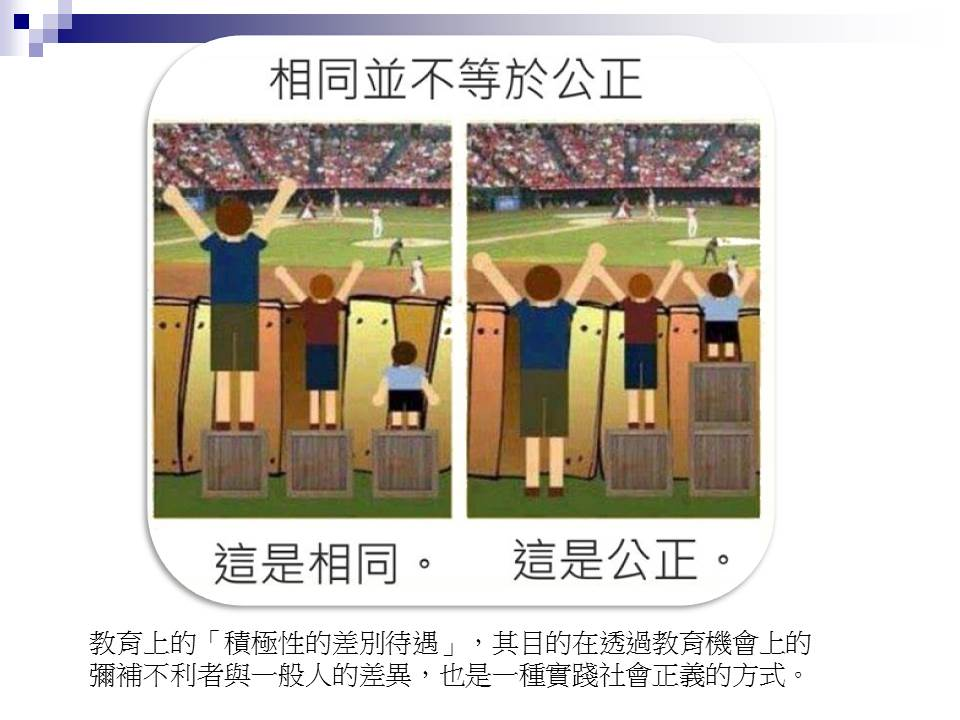 相同並不等於公正
這是相同。
這是公正。
教育上的「積極性的差別待遇」，其目的在透過教育機會上的
彌補不利者與一般人的差異，也是一種實踐社會正義的方式。